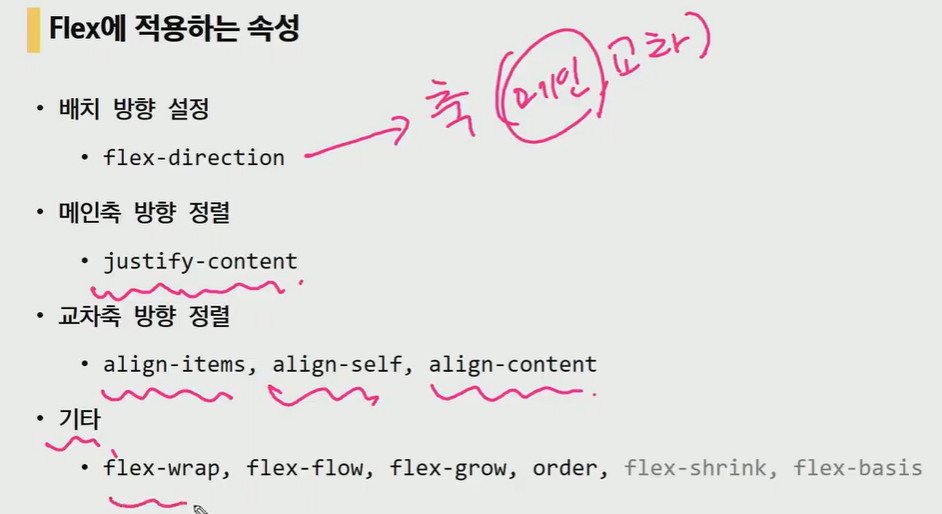 Flex에 적용하는 속성
축 (메인, 교차)
• 배치 방향 설정
• flex-direction
• 메인축 방향 정렬
• justify-content
• 교차축 방향 정렬
• align-items, align-self, align-content
• 기타
• flex-wrap, flex-flow, flex-grow, order, flex-shrink, flex-basis